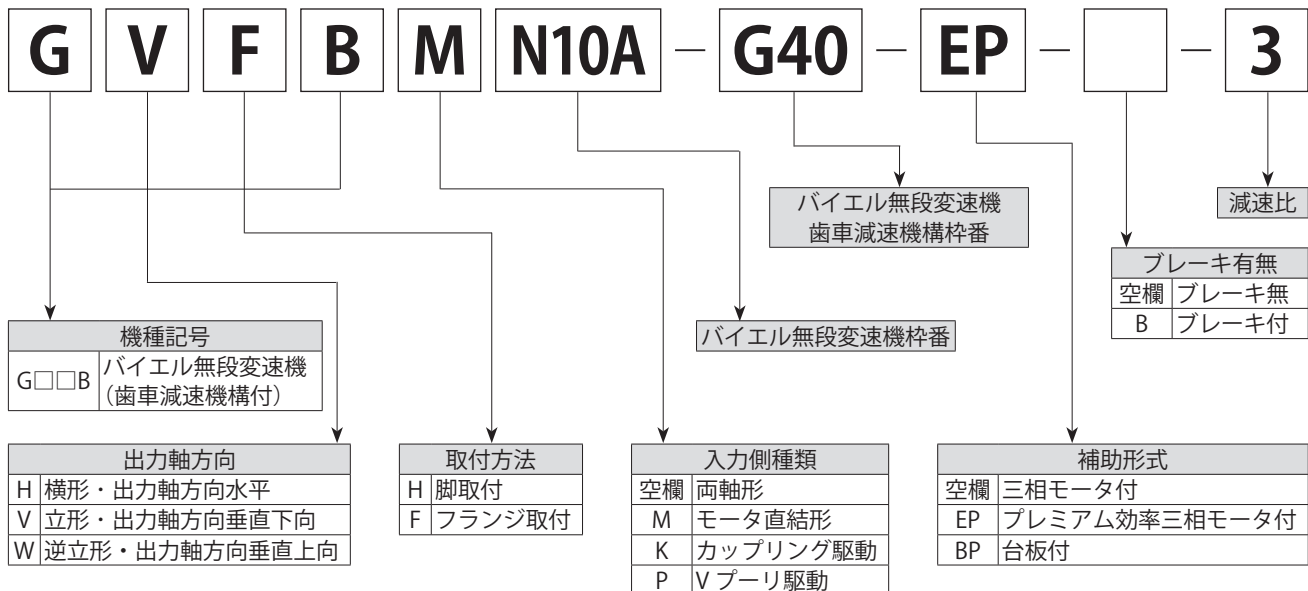 G V F B M N10A － G40 － EP － － 3
バイエル無段変速機
歯車減速機構枠番
減速比
ブレーキ有無
空欄 ブレーキ無
B ブレーキ付
機種記号
G□□B バイエル無段変速機
（歯車減速機構付）
バイエル無段変速機枠番
出力軸方向
H 横形・出力軸方向水平
V 立形・出力軸方向垂直下向
W 逆立形・出力軸方向垂直上向
取付方法
H 脚取付
F フランジ取付
入力側種類
空欄 両軸形
M モータ直結形
K カップリング駆動
P V プーリ駆動
補助形式
空欄 三相モータ付
EP プレミアム効率三相モータ付
BP 台板付